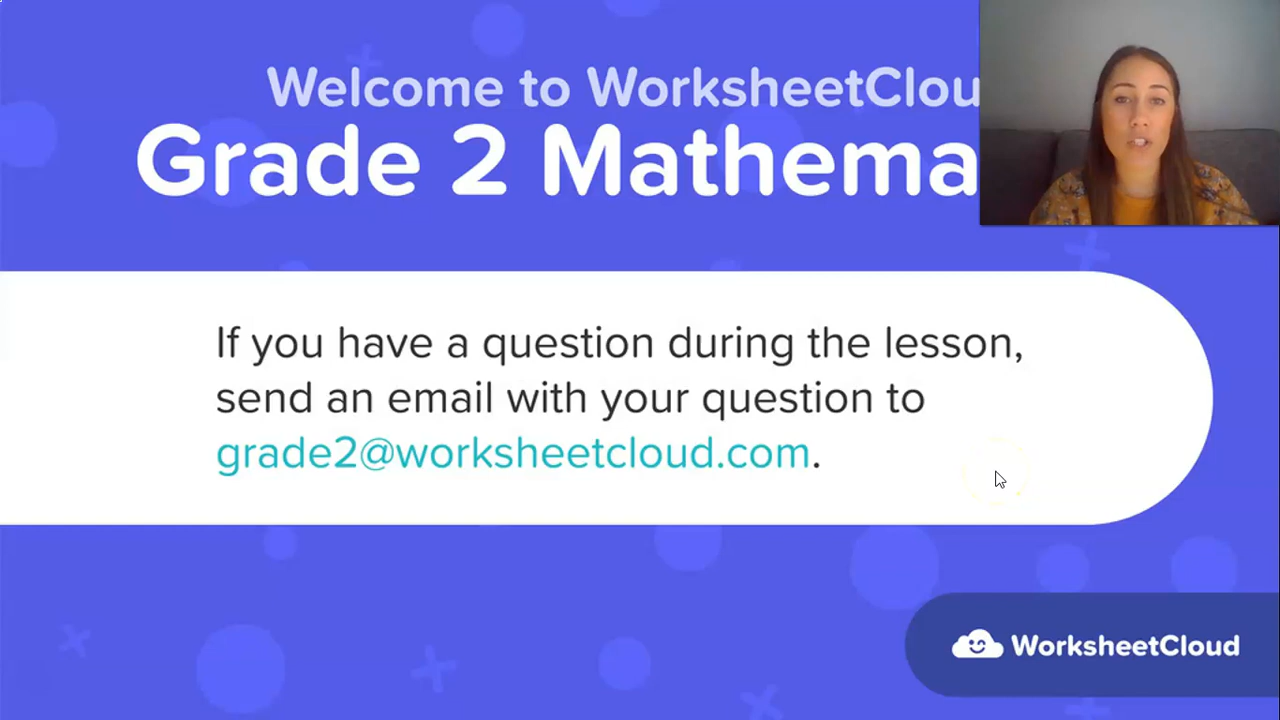 Welcome to WorksheetClou
Grade 2 Mathema
If you have a question during the lesson,
send an email with your question to
grade2@worksheetcloud.com.
WorksheetCloud